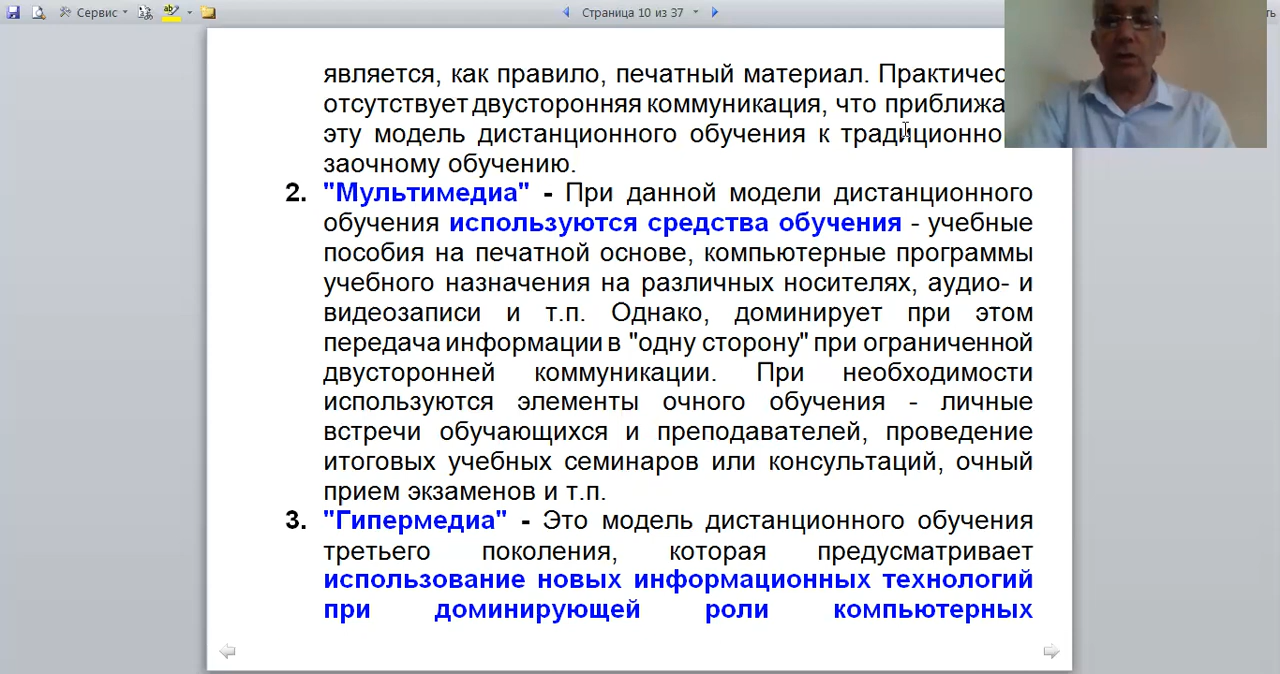 Сервис
Страница 10 из 37
является, как правило, печатный материал.
отсутствует двусторонняя коммуникация, что
эту модель дистанционного обучения к
заочному обучению.
2. "Мультимедиа" - При данной модели дистанционного
обучения используются средства обучения - учебные
пособия на печатной основе, компьютерные программы
учебного назначения на различных носителях, аудио- и
видеозаписи и т.п. Однако, доминирует при этом
передача информации в "одну сторону" при ограниченной
двусторонней коммуникации. При необходимости
используются элементы очного обучения - личные
встречи обучающихся и преподавателей, проведение
итоговых учебных семинаров или консультаций, очный
прием экзаменов и т.п.
3. "Гипермедиа" - Это модель дистанционного обучения
третьего поколения, которая предусматривает
использование новых информационных технологий
при доминирующей роли компьютерных